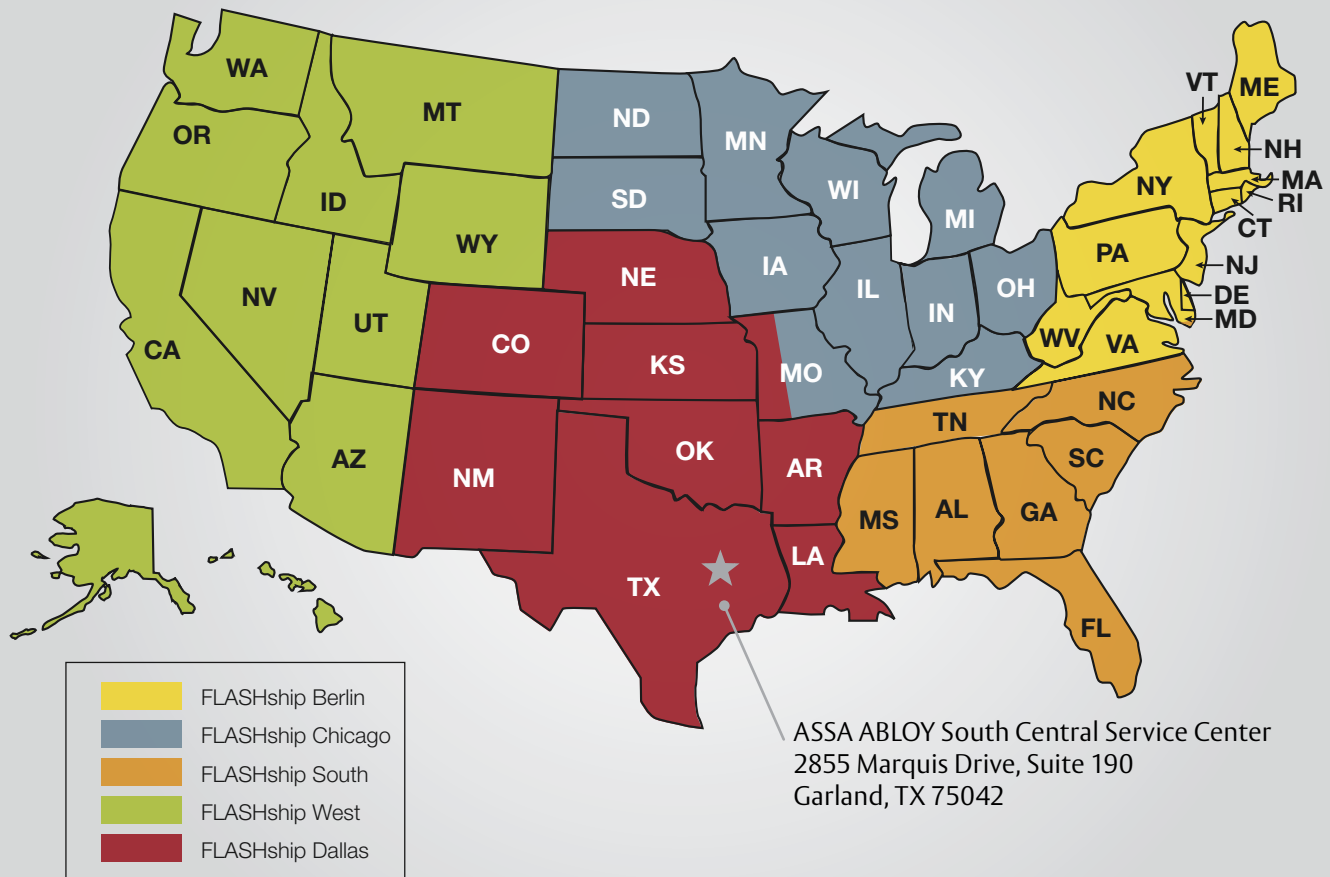 WA
MT
ND
MN
VT
ME
OR
ID
SD
WI
MI
NY
NH
MA
RI
CT
WY
NE
IA
PA
NJ
DE
MD
NV
UT
CO
IL
IN
OH
WV
VA
CA
KS
MO
KY
AZ
NM
OK
AR
TN
NC
SC
MS
AL
GA
TX
LA
FL
FLASHship Berlin
FLASHship Chicago
FLASHship South
FLASHship West
FLASHship Dallas
ASSA ABLOY South Central Service Center
2855 Marquis Drive, Suite 190
Garland, TX 75042